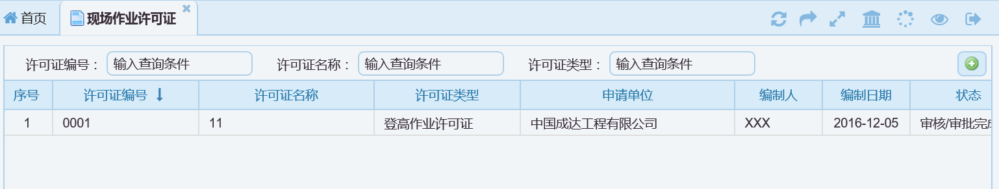 首页 现场作业许可证
许可证编号： 输入查询条件 许可证名称： 输入查询条件 许可证类型： 输入查询条件
序号 许可证编号 许可证名称 许可证类型 申请单位 编制人 编制日期 状态
1 0001 11 登高作业许可证 中国成达工程有限公司 XXX 2016-12-05 审核/审批完成